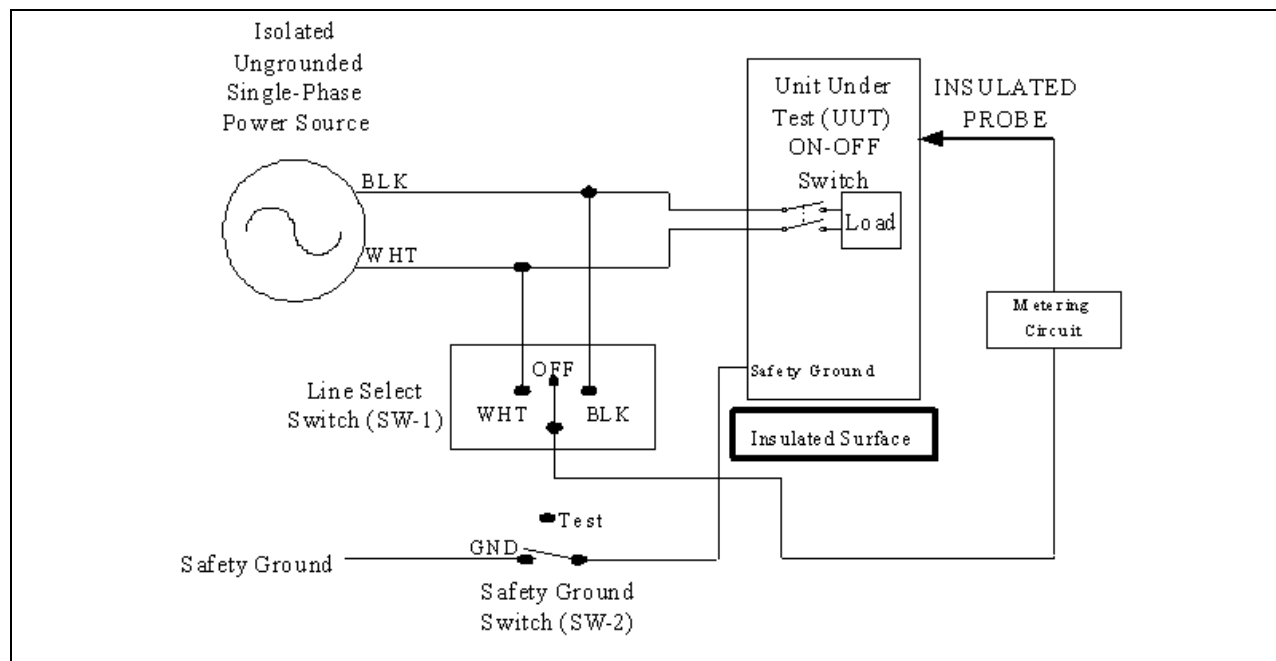 Isolated
Ungrounded
Single-Phase
Power Source
BLK
WHT
Unit Under
Test (UUT)
ON-OFF
Switch
Load
INSULATED
PROBE
Metering
Circuit
Safety Ground
Insulated Surface
Line Select
Switch (SW-1)
OFF
WHT
BLK
Test
GND
Safety Ground
Safety Ground
Switch (SW-2)